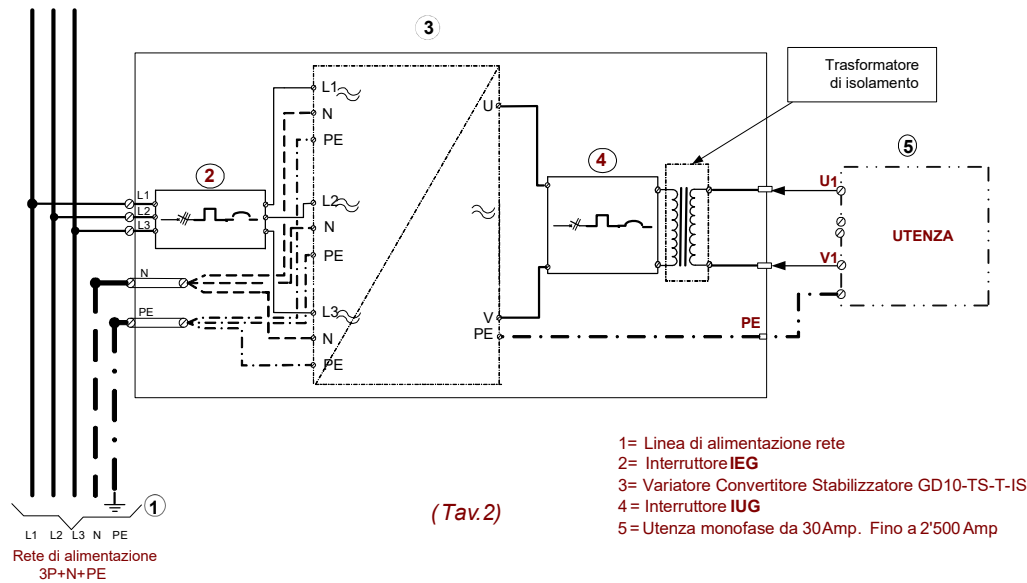 3
Trasformatore
di isolamento
L1
N
PE
U
5
2
4
L1
L2
L3
L2
N
PE
U1
UTENZA
V1
N
PE
L3
N
PE
V
PE
PE
1= Linea di alimentazione rete
2= Interruttore IEG
3= Variatore Convertitore Stabilizzatore GD10-TS-T-IS
4= Interruttore IUG
5= Utenza monofase da 30Amp. Fino a 2'500 Amp
(Tav.2)
1
L1 L2 L3 N PE
Rete di alimentazione
3P+N+PE